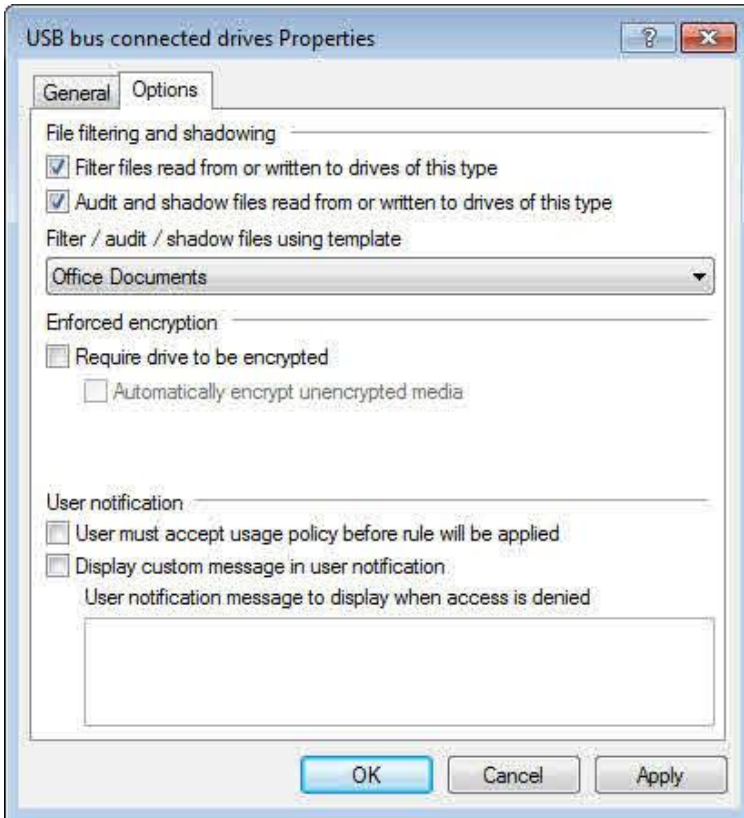 USB bus connected drives Properties
General
Options
File filtering and shadowing
Filter files read from or written to drives of this type
Audit and shadow files read from or written to drives of this type
Filter / audit / shadow files using template
Office Documents
Enforced encryption
Require drive to be encrypted
Automatically encrypt unencrypted media
User notification
User must accept usage policy before rule will be applied
Display custom message in user notification
User notification message to display when access is denied
OK
Cancel
Apply